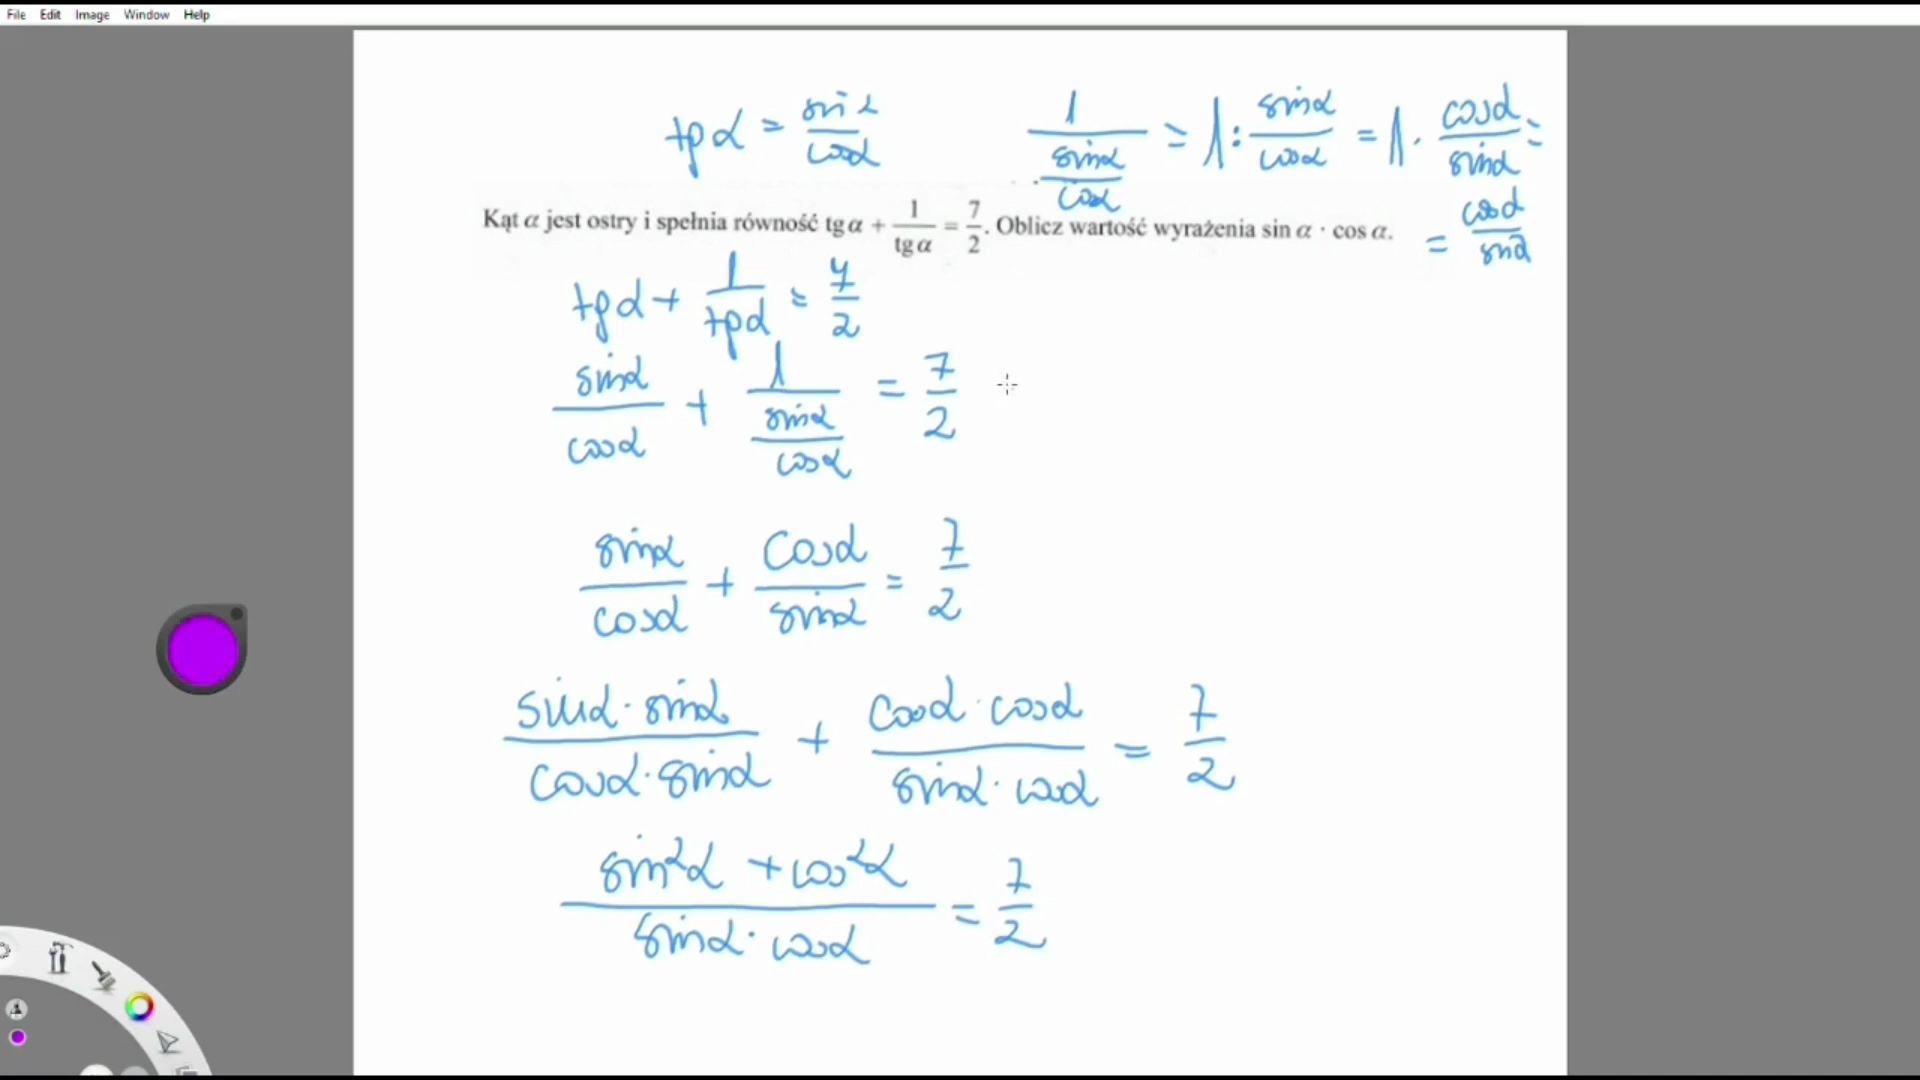 File Edit Image Window Help
tgα = sinα/cosα
1/(sinα/cosα) = 1 : sinα/cosα = 1 · cosα/sinα =
= cosα/sinα
Kąt α jest ostry i spełnia równość tg α + 1/tg α = 7/2. Oblicz wartość wyrażenia sin α · cos α.
tgα + 1/tgα = 7/2
sinα/cosα + 1/(sinα/cosα) = 7/2
sinα/cosα + cosα/sinα = 7/2
sinα · sinα/cosα · sinα + cosα · cosα/sinα · cosα = 7/2
sin²α + cos²α/sinα · cosα = 7/2